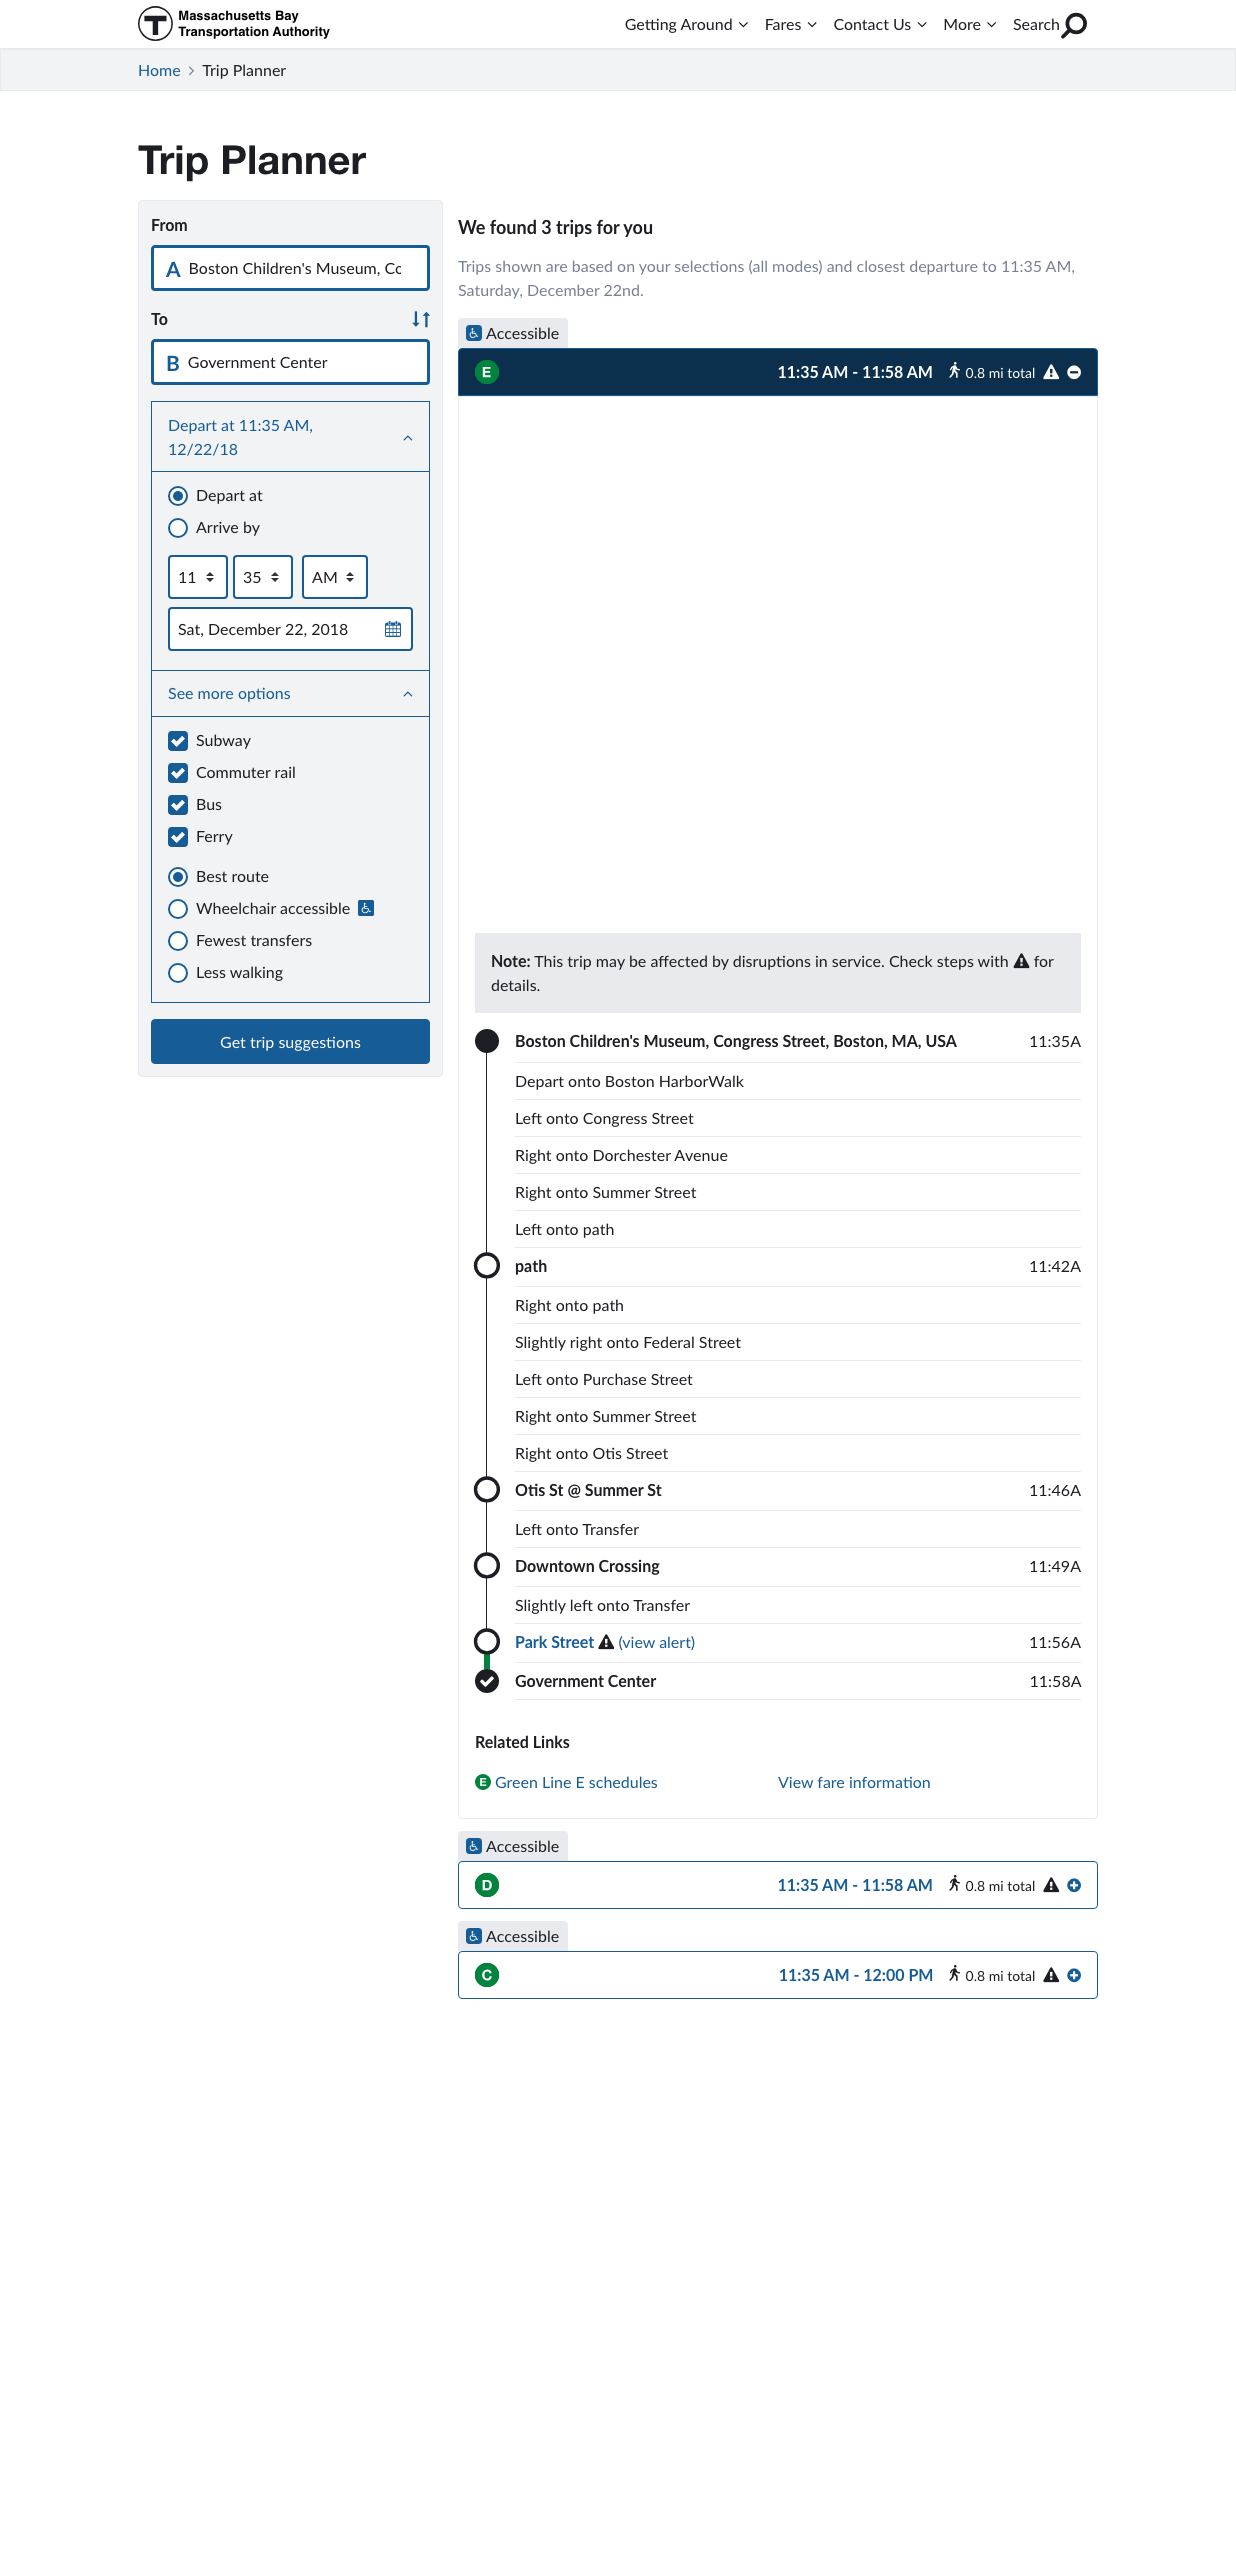 Massachusetts Bay
Transportation Authority
Getting Around Fares Contact Us More Search
Home Trip Planner
Trip Planner
From
A Boston Children's Museum, Co
To
B Government Center
Depart at 11:35 AM,
12/22/18
Depart at
Arrive by
11 35 AM
Sat, December 22, 2018
See more options
Subway
Commuter rail
Bus
Ferry
Best route
Wheelchair accessible
Fewest transfers
Less walking
Get trip suggestions
We found 3 trips for you
Trips shown are based on your selections (all modes) and closest departure to 11:35 AM,
Saturday, December 22nd.
Accessible
E 11:35 AM - 11:58 AM 0.8 mi total
Note: This trip may be affected by disruptions in service. Check steps with for
details.
Boston Children's Museum, Congress Street, Boston, MA, USA 11:35A
Depart onto Boston HarborWalk
Left onto Congress Street
Right onto Dorchester Avenue
Right onto Summer Street
Left onto path
path 11:42A
Right onto path
Slightly right onto Federal Street
Left onto Purchase Street
Right onto Summer Street
Right onto Otis Street
Otis St @ Summer St 11:46A
Left onto Transfer
Downtown Crossing 11:49A
Slightly left onto Transfer
Park Street (view alert) 11:56A
Government Center 11:58A
Related Links
E Green Line E schedules View fare information
Accessible
D 11:35 AM - 11:58 AM 0.8 mi total
Accessible
C 11:35 AM - 12:00 PM 0.8 mi total